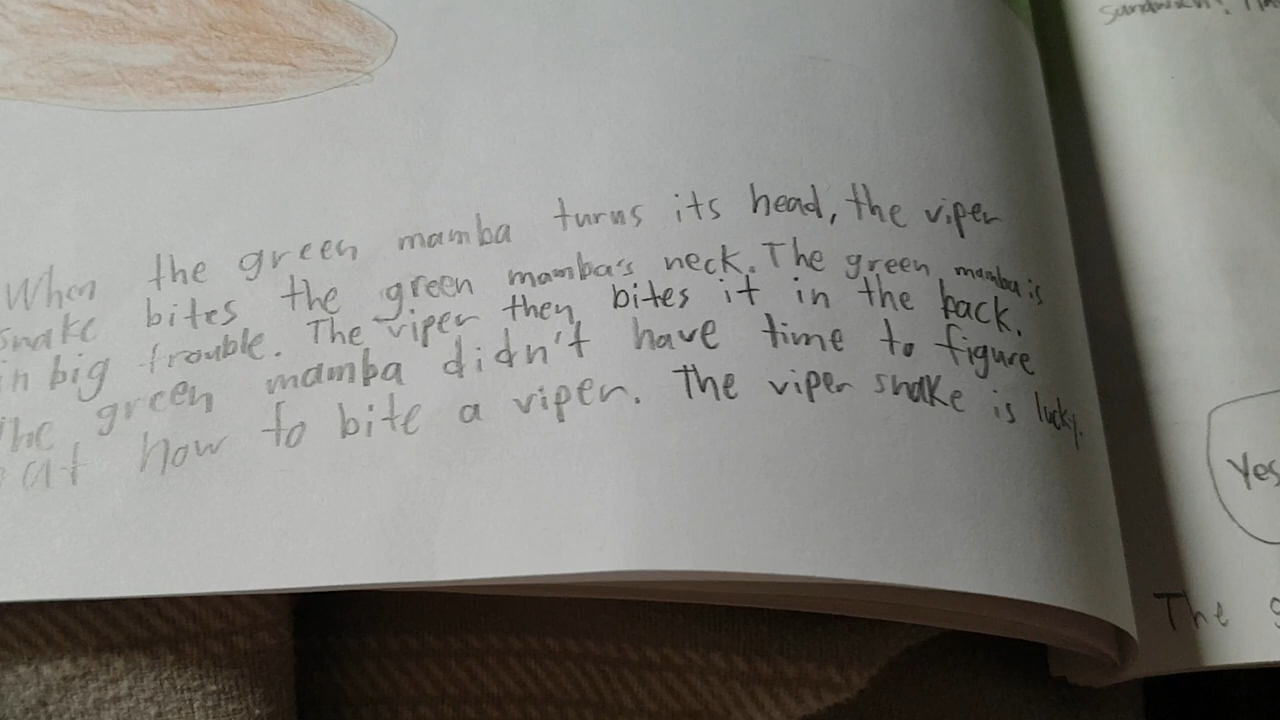 When the green mamba turns its head, the viper
snake bites the green mamba's neck. The green mamba is
in big trouble. The viper then bites it in the back.
The green mamba didn't have time to figure
out how to bite a viper. The viper snake is lucky.
sandwich?
Yes
The